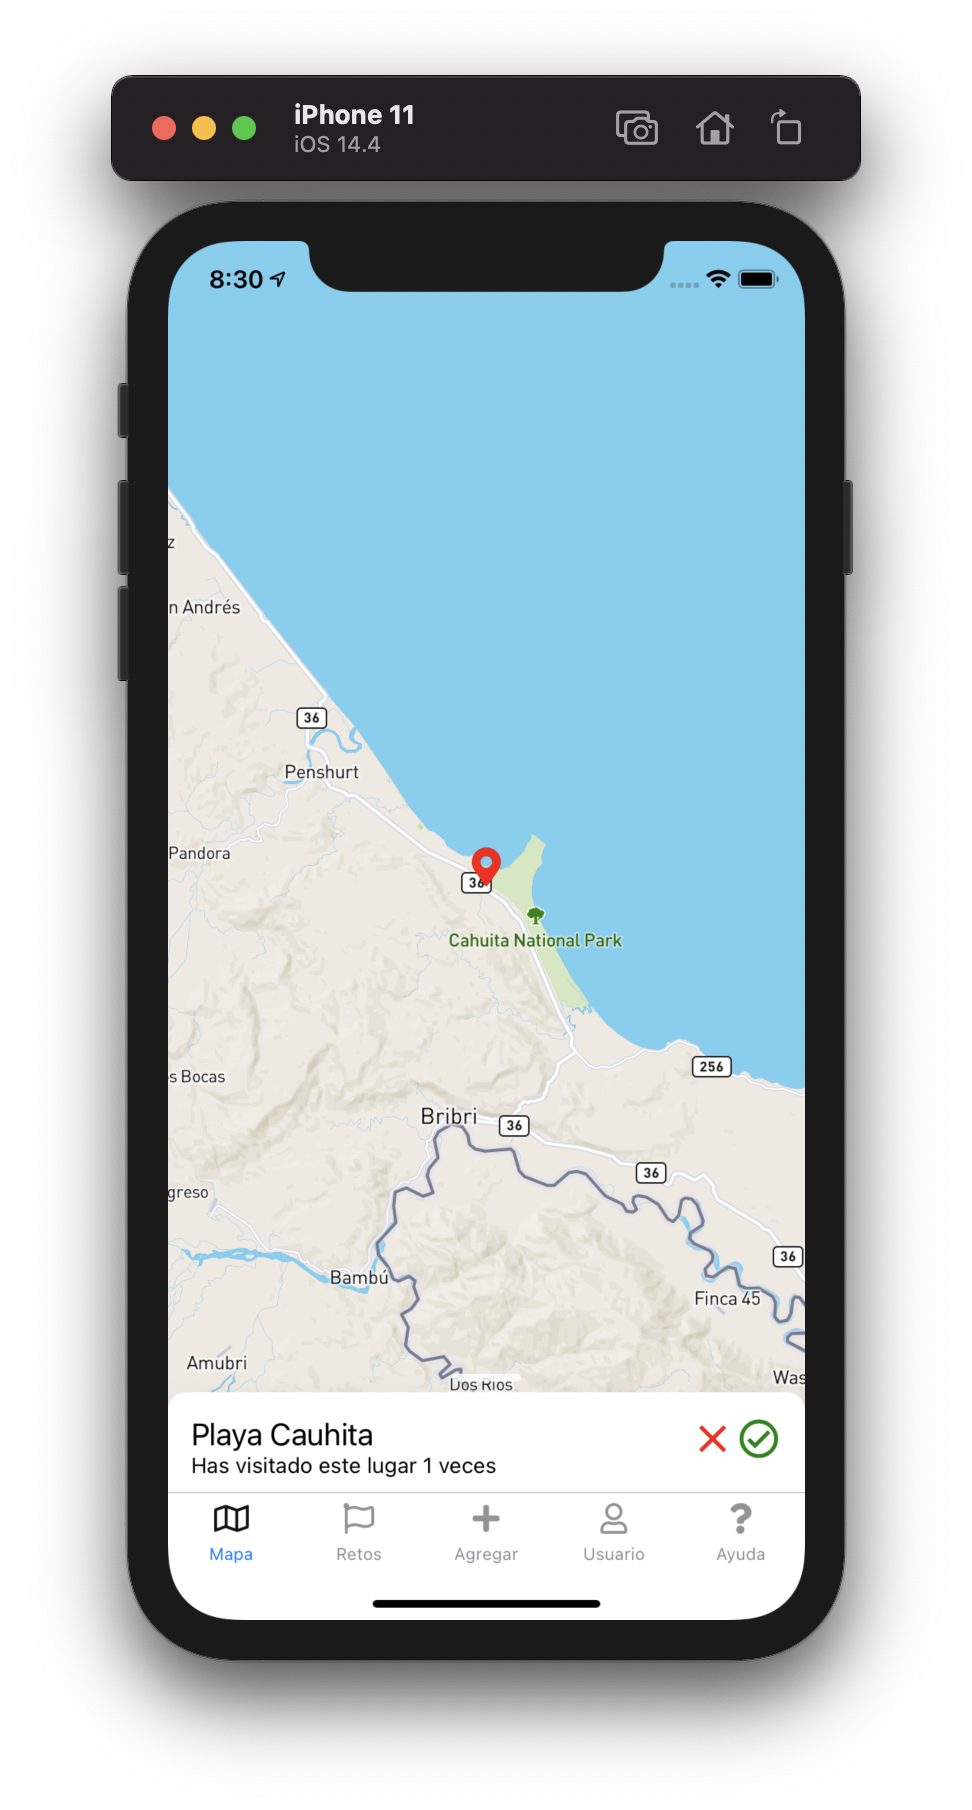 iPhone 11
iOS 14.4
8:30
z
n Andrés
36
Penshurt
Pandora
36
Cahuita National Park
s Bocas
256
Bribri
36
36
greso
36
Bambú
Finca 45
Amubri
Was
Dos Ríos
Playa Cauhita
Has visitado este lugar 1 veces
Mapa
Retos
Agregar
Usuario
Ayuda